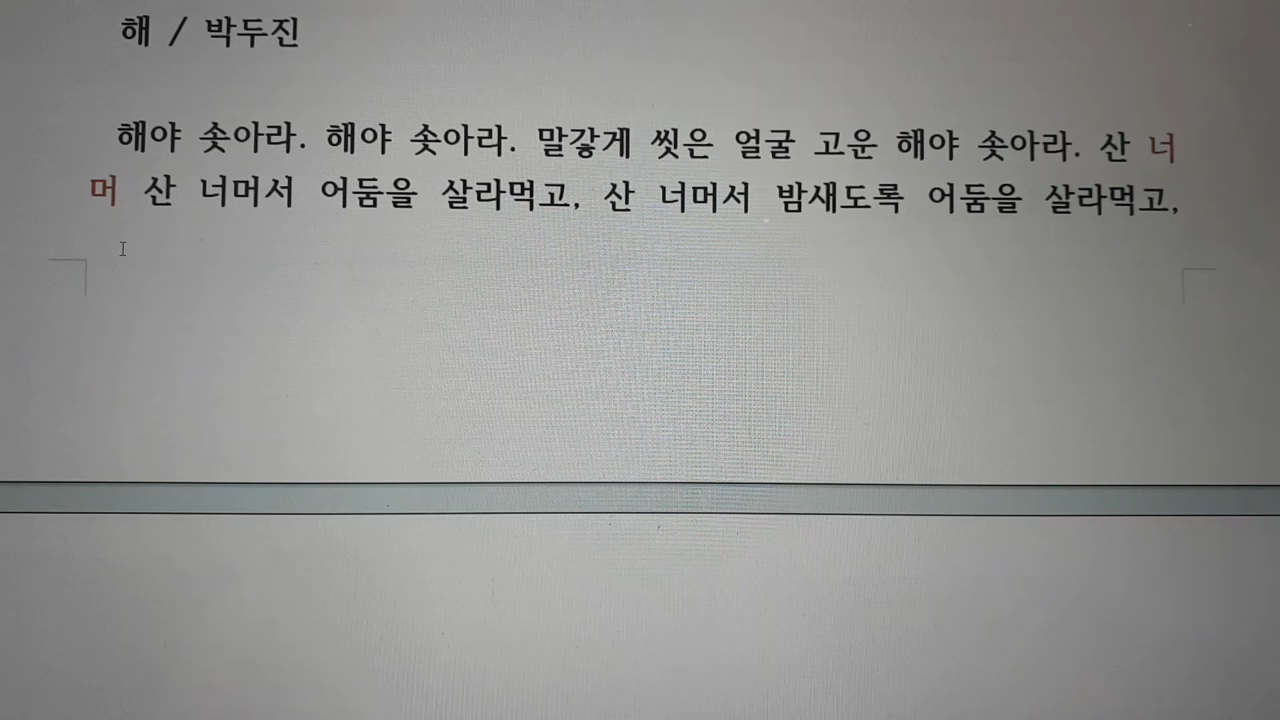 해 / 박두진
해야 솟아라. 해야 솟아라. 말갛게 씻은 얼굴 고운 해야 솟아라. 산 너
머 산 너머서 어둠을 살라먹고, 산 너머서 밤새도록 어둠을 살라먹고,